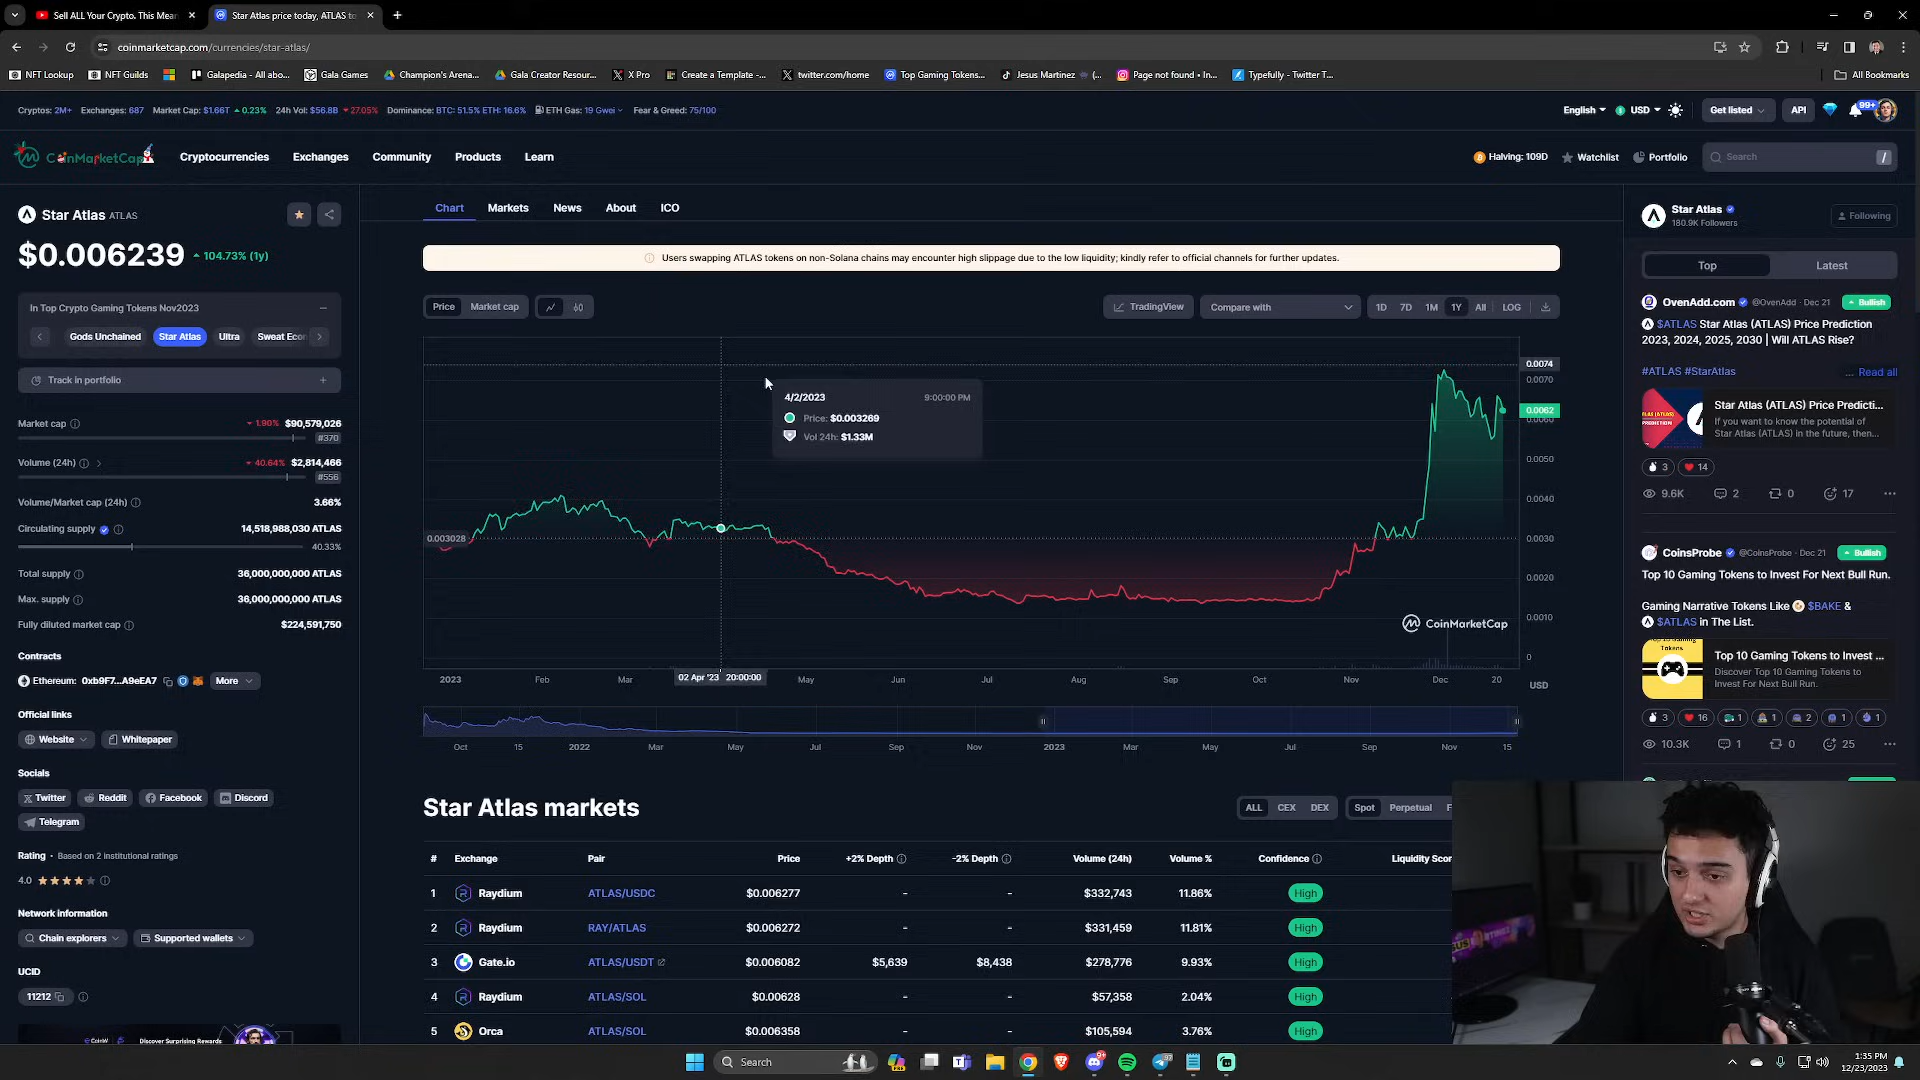 Sell ALL Your Crypto. This Mean
Star Atlas price today, ATLAS to
coinmarketcap.com/currencies/star-atlas/
NFT Lookup
NFT Guilds
Galapedia - All abo...
Gala Games
Champion's Arena...
Gala Creator Resour...
X Pro
Create a Template -...
twitter.com/home
Top Gaming Tokens...
Jesus Martinez
Page not found • In...
Typefully - Twitter T...
All Bookmarks
Cryptos: 2M+ Exchanges: 687 Market Cap: $1.66T 0.23% 24h Vol: $56.8B 27.05% Dominance: BTC: 51.5% ETH: 16.6% ETH Gas: 19 Gwei Fear & Greed: 75/100
English USD Get listed API 99+
CoinMarketCap Cryptocurrencies Exchanges Community Products Learn
Halving: 109D Watchlist Portfolio Search /
Star Atlas ATLAS
$0.006239 104.73% (1y)
In Top Crypto Gaming Tokens Nov2023
Gods Unchained Star Atlas Ultra Sweat Econ
Track in portfolio +
Market cap 1.90% $90,579,026
#370
Volume (24h) 40.64% $2,814,466
#556
Volume/Market cap (24h) 3.66%
Circulating supply 14,518,988,030 ATLAS
40.33%
Total supply 36,000,000,000 ATLAS
Max. supply 36,000,000,000 ATLAS
Fully diluted market cap $224,591,750
Contracts
Ethereum: 0xb9F7...A9eEA7 More
Official links
Website Whitepaper
Socials
Twitter Reddit Facebook Discord
Telegram
Rating • Based on 2 institutional ratings
4.0
Network information
Chain explorers Supported wallets
UCID
11212
CoinW Discover Surprising Rewards
Chart Markets News About ICO
Users swapping ATLAS tokens on non-Solana chains may encounter high slippage due to the low liquidity; kindly refer to official channels for further updates.
Price Market cap
TradingView Compare with 1D 7D 1M 1Y All LOG
0.0074
0.0070
0.0062
0.0060
0.0050
0.0040
0.0030
0.0020
0.0010
0
USD
0.003028
4/2/2023 9:00:00 PM
Price: $0.003269
Vol 24h: $1.33M
CoinMarketCap
2023 Feb Mar 02 Apr '23 20:00:00 May Jun Jul Aug Sep Oct Nov Dec 20
Oct 15 2022 Mar May Jul Sep Nov 2023 Mar May Jul Sep Nov 15
Star Atlas markets
ALL CEX DEX Spot Perpetual F
# Exchange Pair Price +2% Depth -2% Depth Volume (24h) Volume % Confidence Liquidity Scor
1 Raydium ATLAS/USDC $0.006277 - - $332,743 11.86% High
2 Raydium RAY/ATLAS $0.006272 - - $331,459 11.81% High
3 Gate.io ATLAS/USDT $0.006082 $5,639 $8,438 $278,776 9.93% High
4 Raydium ATLAS/SOL $0.00628 - - $57,358 2.04% High
5 Orca ATLAS/SOL $0.006358 - - $105,594 3.76% High
Star Atlas
180.9K Followers
Following
Top Latest
OvenAdd.com @OvenAdd · Dec 21 Bullish
$ATLAS Star Atlas (ATLAS) Price Prediction
2023, 2024, 2025, 2030 | Will ATLAS Rise?
#ATLAS #StarAtlas ... Read all
Star Atlas (ATLAS) Price Predicti...
If you want to know the potential of
Star Atlas (ATLAS) in the future, then...
3 14
9.6K 2 0 17
CoinsProbe @CoinsProbe · Dec 21 Bullish
Top 10 Gaming Tokens to Invest For Next Bull Run.
Gaming Narrative Tokens Like $BAKE &
$ATLAS in The List.
Top 10 Gaming Tokens to Invest ...
Discover Top 10 Gaming Tokens to
Invest For Next Bull Run.
3 16 1 1 2 1 1
10.3K 1 0 25
Search
1:35 PM
12/23/2023